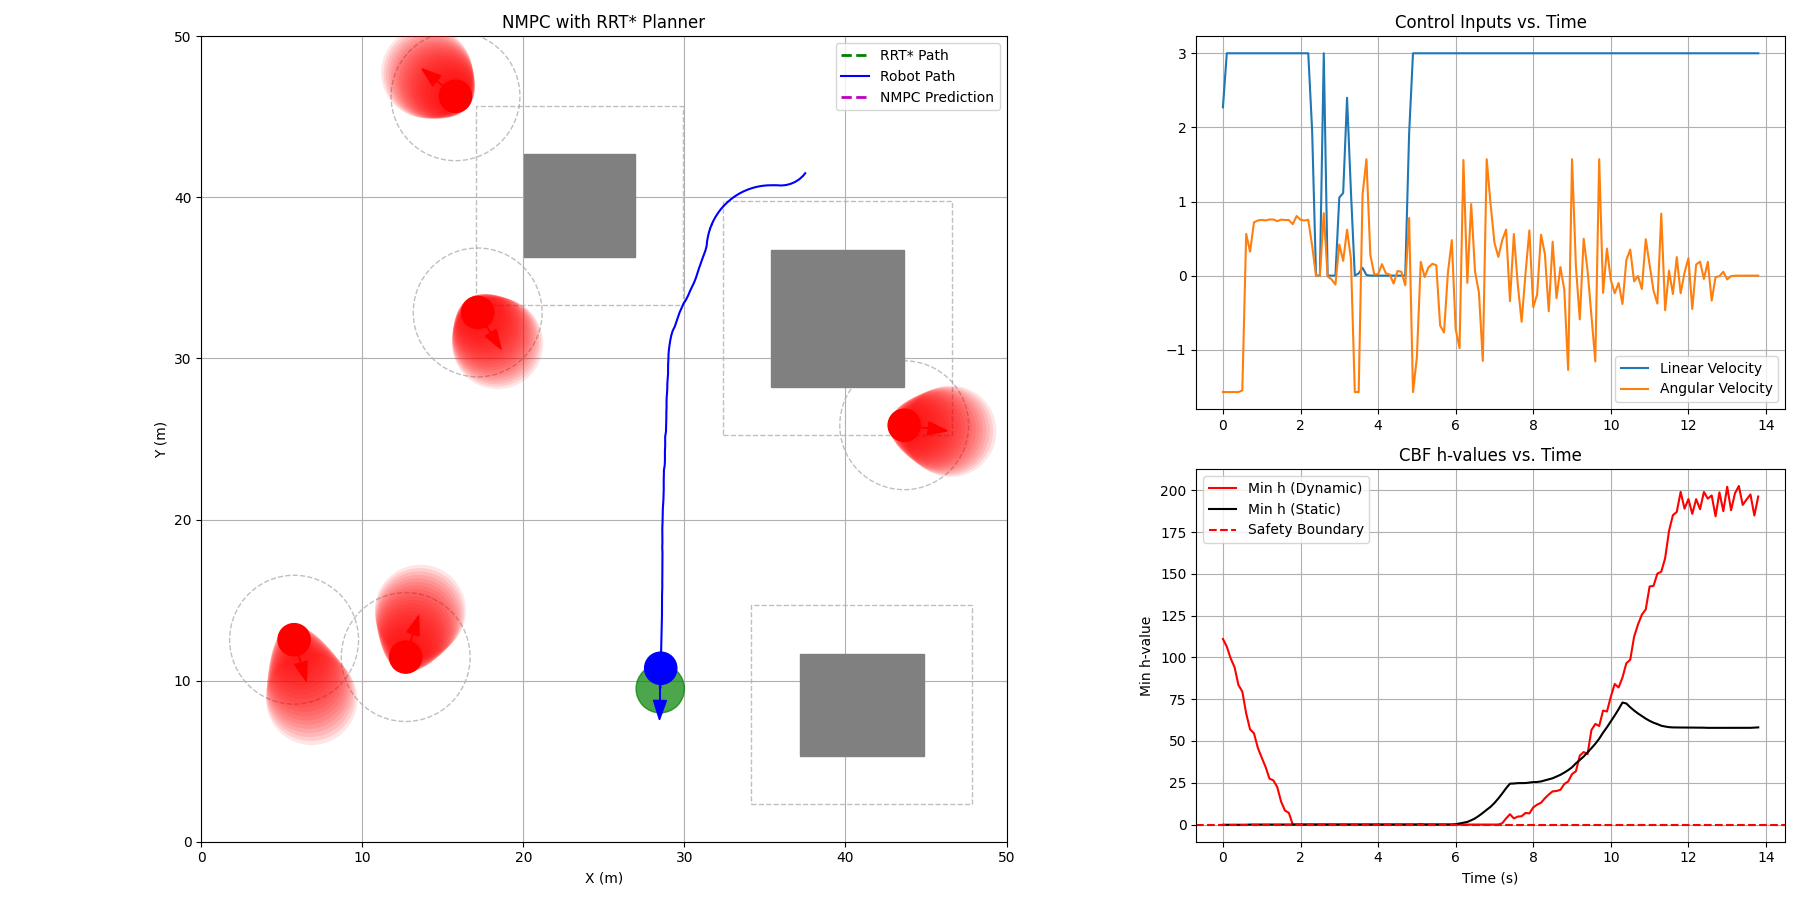 NMPC with RRT* Planner
50
40
30
20
10
0
Y (m)
0 10 20 30 40 50
X (m)
RRT* Path
Robot Path
NMPC Prediction
Control Inputs vs. Time
3
2
1
0
−1
0 2 4 6 8 10 12 14
Linear Velocity
Angular Velocity
CBF h-values vs. Time
200
175
150
125
100
75
50
25
0
Min h-value
Min h (Dynamic)
Min h (Static)
Safety Boundary
0 2 4 6 8 10 12 14
Time (s)